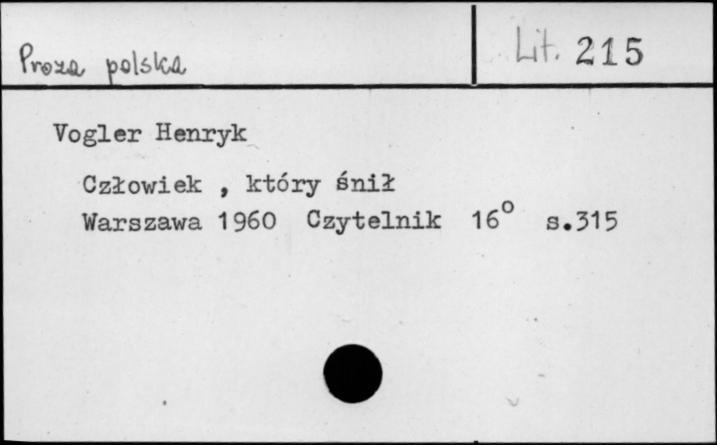 Proza polska
Lit. 215
Vogler Henryk
Człowiek , który śnił
Warszawa 1960 Czytelnik 16° s.315